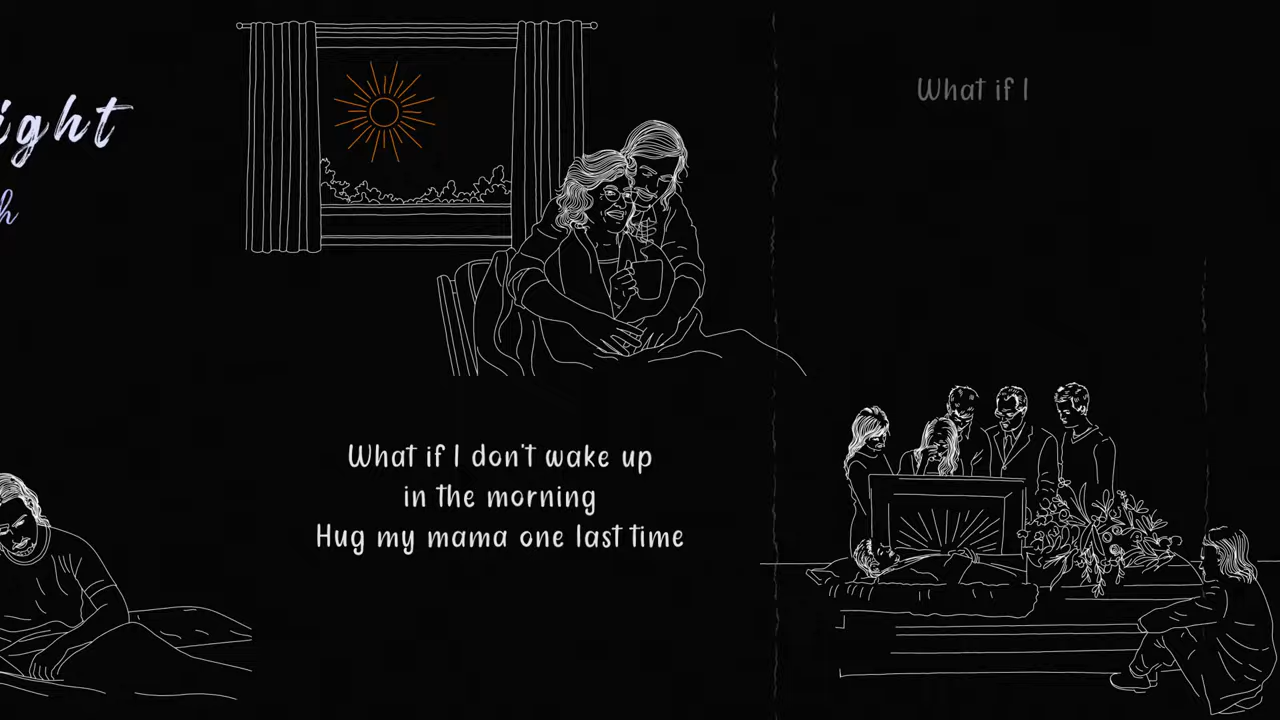 ight
h
What if I don't wake up
in the morning
Hug my mama one last time
What if I